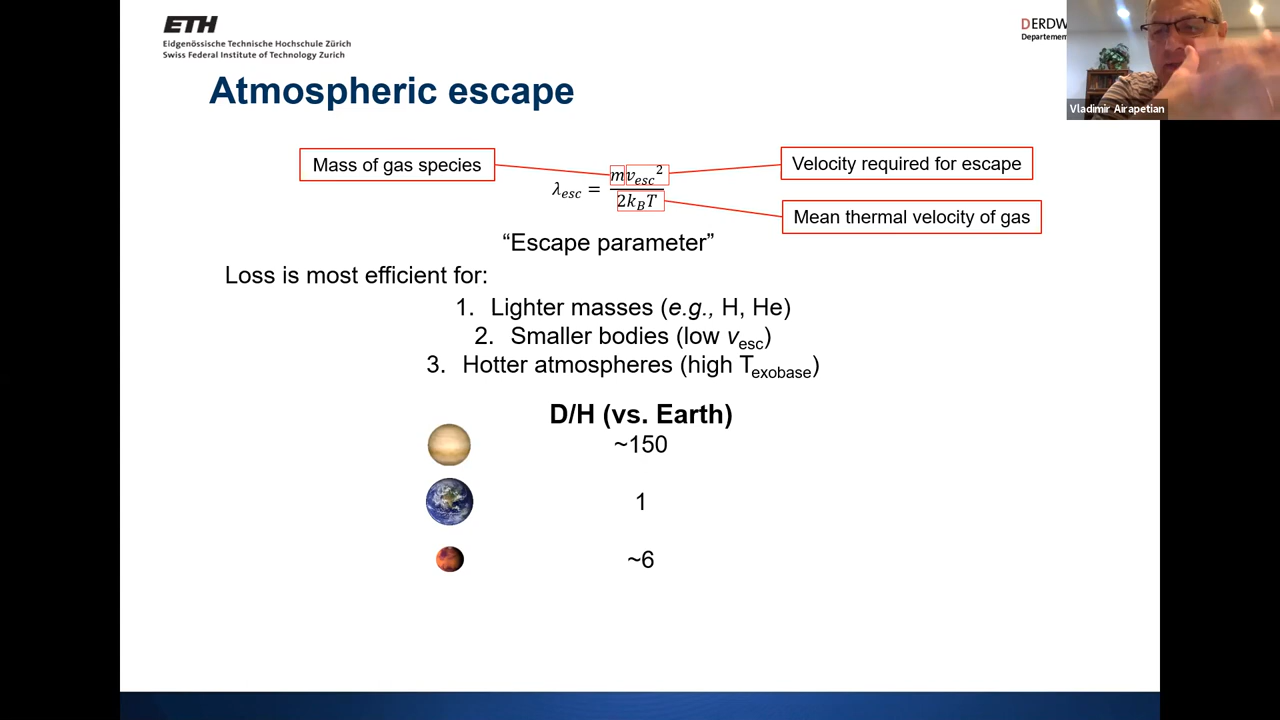 ETH
Eidgenössische Technische Hochschule Zürich
Swiss Federal Institute of Technology Zurich
DERDW
Departemen
Vladimir Airapetian
Atmospheric escape
Mass of gas species
λesc = mvesc² / 2kBT
Velocity required for escape
Mean thermal velocity of gas
“Escape parameter”
Loss is most efficient for:
1. Lighter masses (e.g., H, He)
2. Smaller bodies (low vesc)
3. Hotter atmospheres (high Texobase)
D/H (vs. Earth)
~150
1
~6